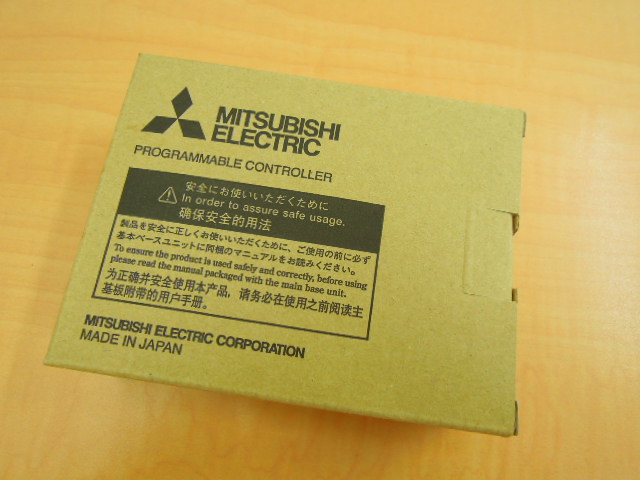 MITSUBISHI
ELECTRIC
PROGRAMMABLE CONTROLLER
安全にお使いいただくために
In order to assure safe usage.
确保安全的用法
製品を安全に正しくお使いいただくために、ご使用の前に必ず
基本ベースユニットに同梱のマニュアルをお読みください。
To ensure the product is used safely and correctly, before using
please read the manual packaged with the main base unit.
为正确并安全使用本产品，请务必在使用之前阅读主
基板附带的用户手册。
MITSUBISHI ELECTRIC CORPORATION
MADE IN JAPAN